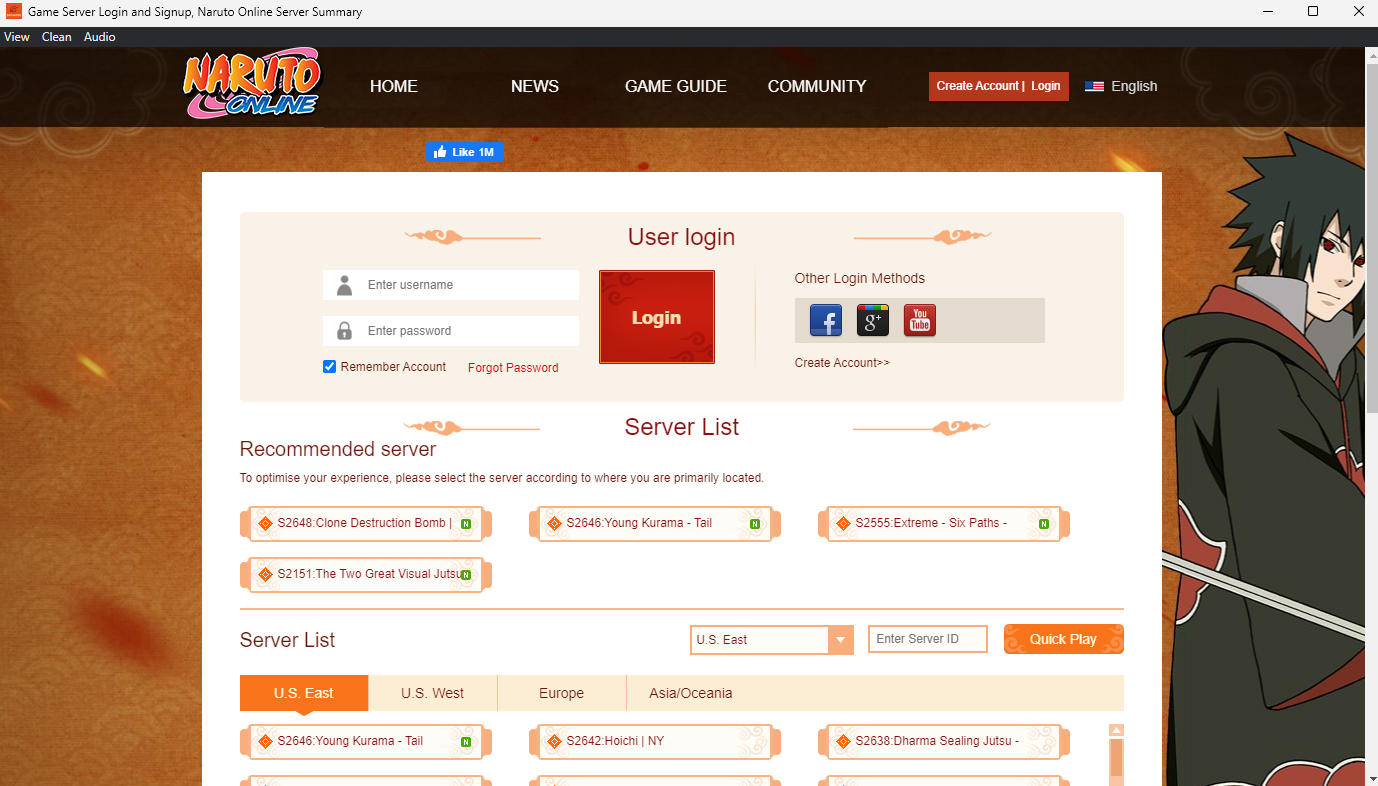 Game Server Login and Signup, Naruto Online Server Summary
View Clean Audio
NARUTO
ONLINE
HOME NEWS GAME GUIDE COMMUNITY Create Account | Login English
Like 1M
User login
Enter username
Enter password
Remember Account Forgot Password
Login
Other Login Methods
f g+ You Tube
Create Account>>
Server List
Recommended server
To optimise your experience, please select the server according to where you are primarily located.
S2648:Clone Destruction Bomb | N S2646:Young Kurama - Tail N S2555:Extreme - Six Paths - N
S2151:The Two Great Visual Jutsu N
Server List U.S. East Enter Server ID Quick Play
U.S. East U.S. West Europe Asia/Oceania
S2646:Young Kurama - Tail N S2642:Hoichi | NY S2638:Dharma Sealing Jutsu -